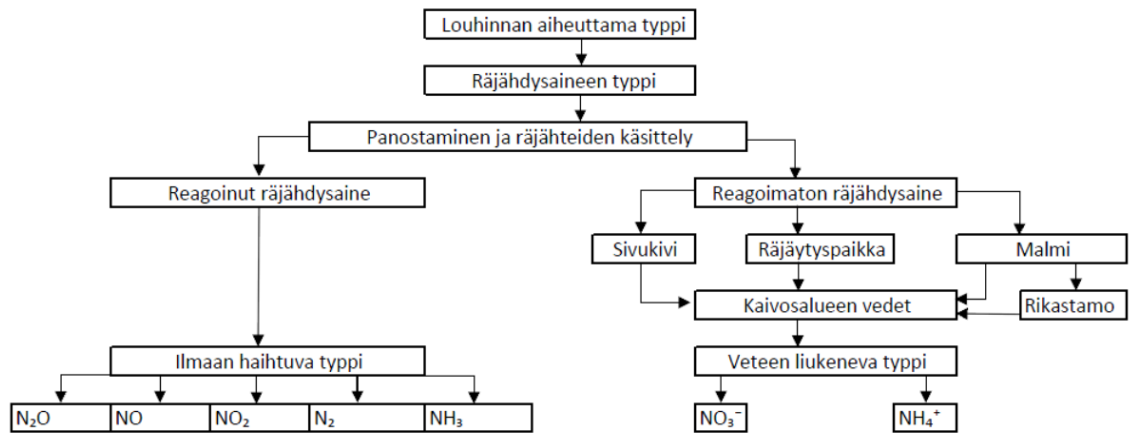 Louhinnan aiheuttama typpi
Räjähdysaineen typpi
Panostaminen ja räjähteiden käsittely
Reagoinut räjähdysaine
Reagoimaton räjähdysaine
Sivukivi
Räjäytyspaikka
Malmi
Kaivosalueen vedet
Rikastamo
Ilmaan haihtuva typpi
Veteen liukeneva typpi
N₂O
NO
NO₂
N₂
NH₃
NO₃⁻
NH₄⁺